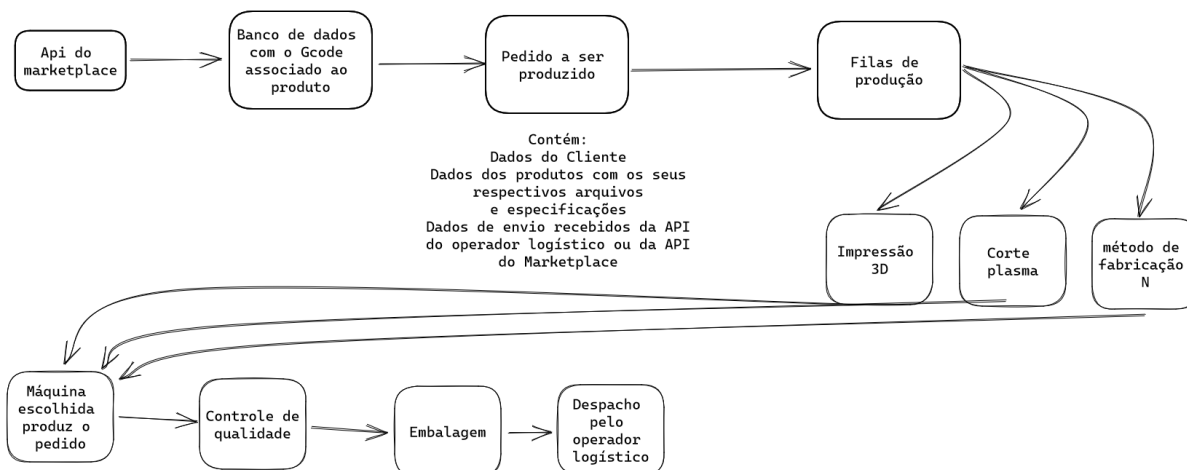 Api do
marketplace
Banco de dados
com o Gcode
associado ao
produto
Pedido a ser
produzido
Filas de
produção
Contém:
Dados do Cliente
Dados dos produtos com os seus
respectivos arquivos
e especificações
Dados de envio recebidos da API
do operador logístico ou da API
do Marketplace
Impressão
3D
Corte
plasma
método de
fabricação
N
Máquina
escolhida
produz o
pedido
Controle de
qualidade
Embalagem
Despacho
pelo
operador
logístico